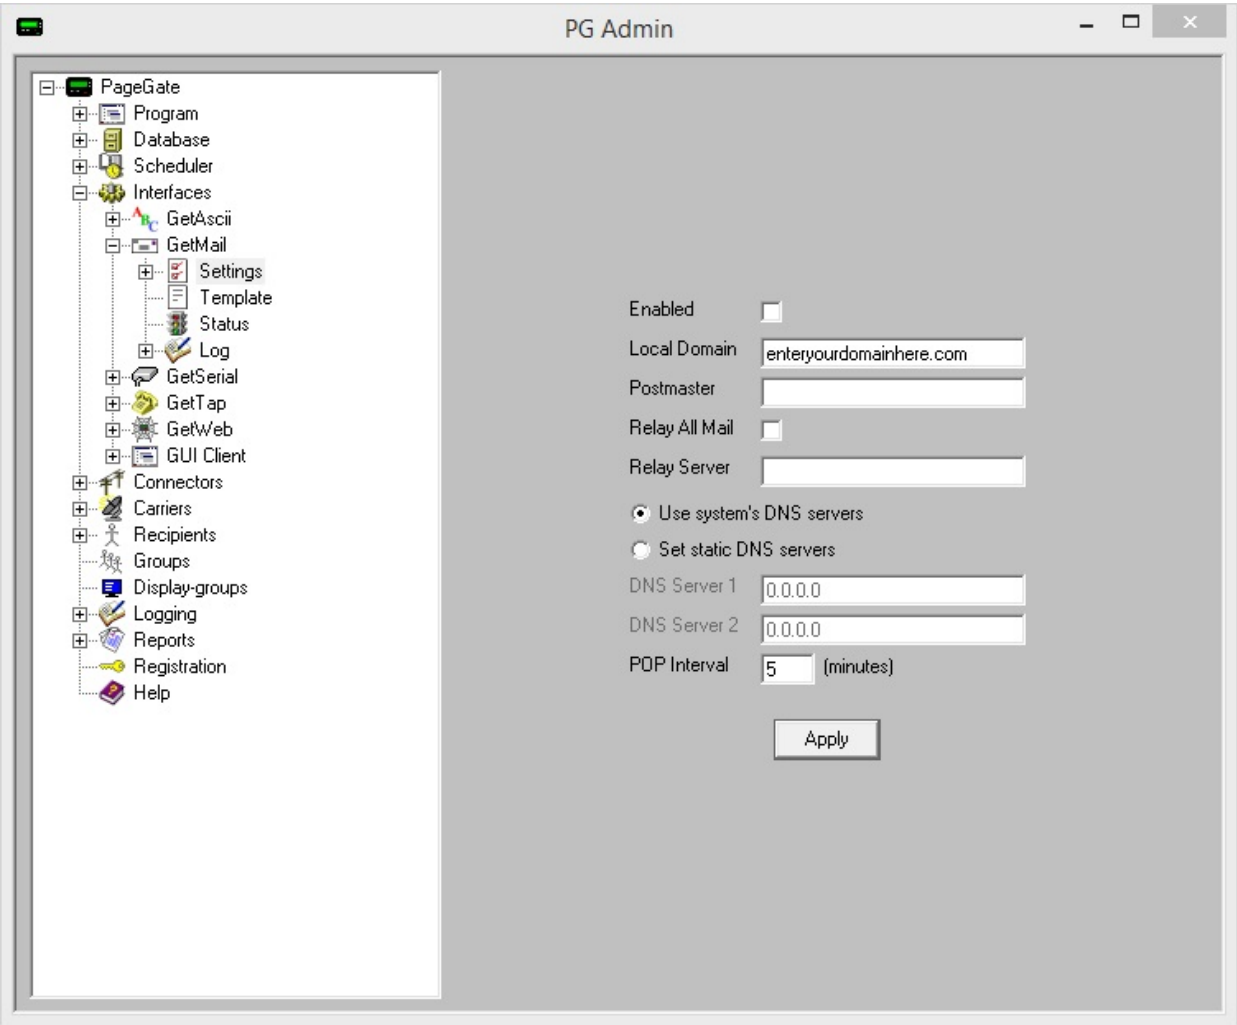 PG Admin
PageGate
Program
Database
Scheduler
Interfaces
GetAscii
GetMail
Settings
Template
Status
Log
GetSerial
GetTap
GetWeb
GUI Client
Connectors
Carriers
Recipients
Groups
Display-groups
Logging
Reports
Registration
Help
Enabled
Local Domain enteryourdomainhere.com
Postmaster
Relay All Mail
Relay Server
Use system's DNS servers
Set static DNS servers
DNS Server 1 0.0.0.0
DNS Server 2 0.0.0.0
POP Interval 5 (minutes)
Apply